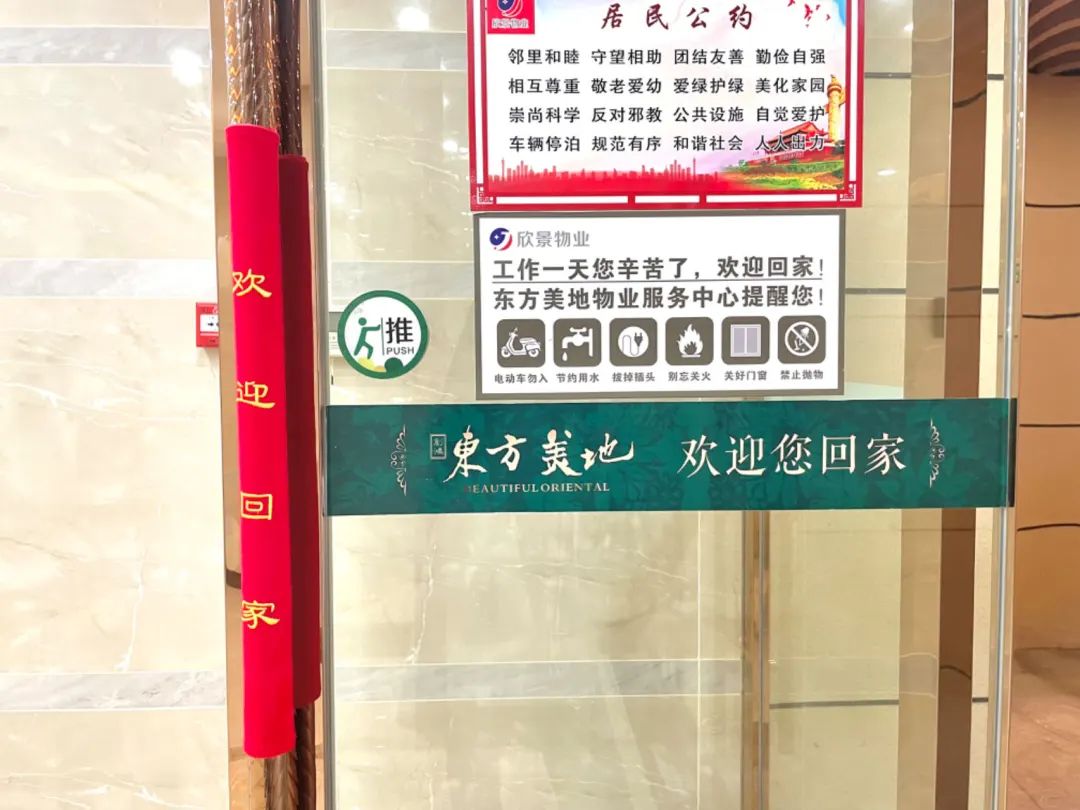 欣景物业
居民公约
邻里和睦 守望相助 团结友善 勤俭自强
相互尊重 敬老爱幼 爱绿护绿 美化家园
崇尚科学 反对邪教 公共设施 自觉爱护
车辆停泊 规范有序 和谐社会 人人出力
欣景物业
工作一天您辛苦了，欢迎回家！
东方美地物业服务中心提醒您！
电动车勿入 节约用水 拔掉插头 别忘关火 关好门窗 禁止抛物
推
PUSH
東方美地 欢迎您回家
BEAUTIFUL ORIENTAL
欢迎回家